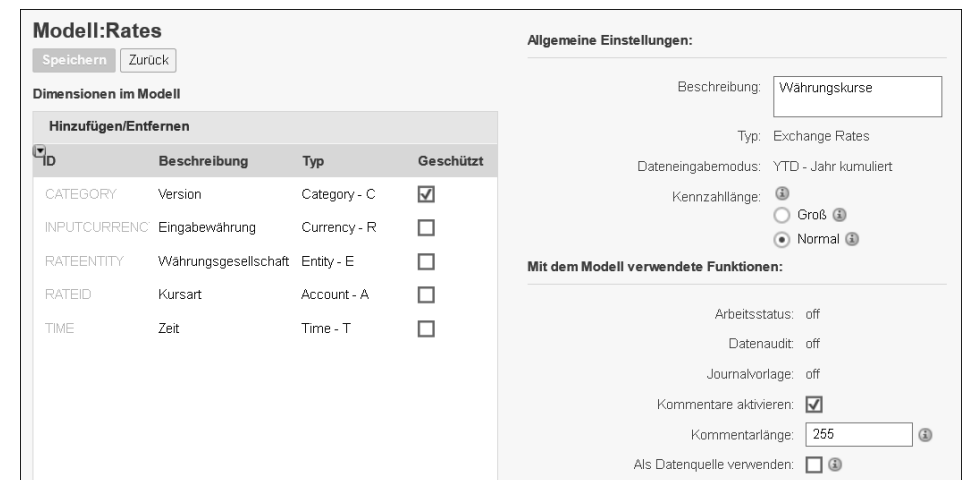 Modell:Rates
Speichern Zurück
Dimensionen im Modell
Hinzufügen/Entfernen
ID Beschreibung Typ Geschützt
CATEGORY Version Category - C
INPUTCURRENC Eingabewährung Currency - R
RATEENTITY Währungsgesellschaft Entity - E
RATEID Kursart Account - A
TIME Zeit Time - T
Allgemeine Einstellungen:
Beschreibung: Währungskurse
Typ: Exchange Rates
Dateneingabemodus: YTD - Jahr kumuliert
Kennzahllänge:
Groß
Normal
Mit dem Modell verwendete Funktionen:
Arbeitsstatus: off
Datenaudit: off
Journalvorlage: off
Kommentare aktivieren:
Kommentarlänge: 255
Als Datenquelle verwenden: